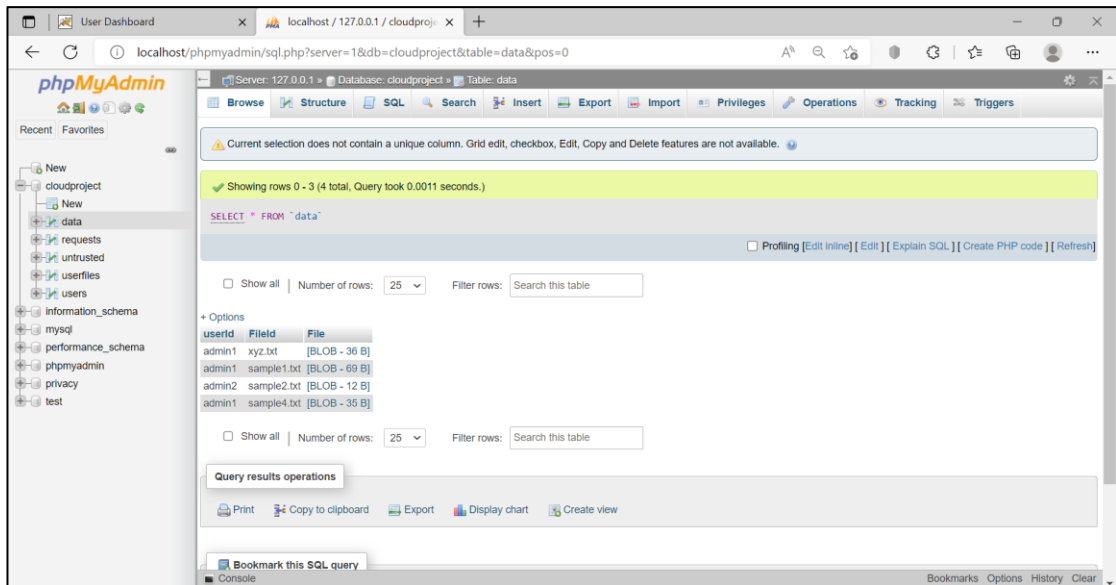 User Dashboard
localhost / 127.0.0.1 / cloudproje
localhost/phpmyadmin/sql.php?server=1&db=cloudproject&table=data&pos=0
phpMyAdmin
Recent Favorites
New
cloudproject
New
data
requests
untrusted
userfiles
users
information_schema
mysql
performance_schema
phpmyadmin
privacy
test
Server: 127.0.0.1 » Database: cloudproject » Table: data
Browse Structure SQL Search Insert Export Import Privileges Operations Tracking Triggers
Current selection does not contain a unique column. Grid edit, checkbox, Edit, Copy and Delete features are not available.
Showing rows 0 - 3 (4 total, Query took 0.0011 seconds.)
SELECT * FROM `data`
Profiling [Edit inline] [ Edit ] [ Explain SQL ] [ Create PHP code ] [ Refresh]
Show all | Number of rows: 25 Filter rows: Search this table
+ Options
userId FileId File
admin1 xyz.txt [BLOB - 36 B]
admin1 sample1.txt [BLOB - 69 B]
admin2 sample2.txt [BLOB - 12 B]
admin1 sample4.txt [BLOB - 35 B]
Show all | Number of rows: 25 Filter rows: Search this table
Query results operations
Print Copy to clipboard Export Display chart Create view
Bookmark this SQL query
Console Bookmarks Options History Clear